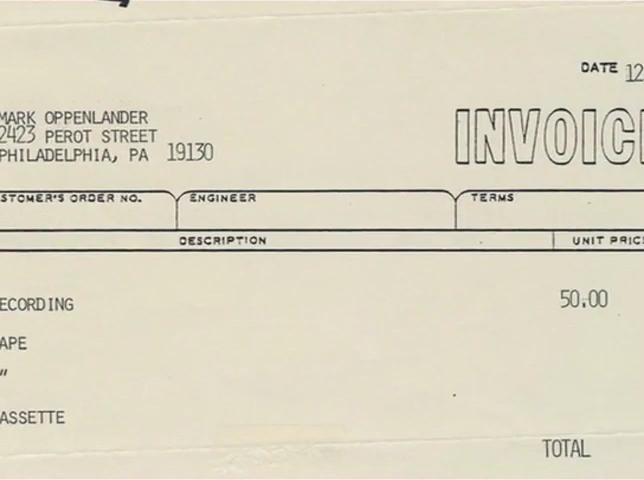 DATE 12
MARK OPPENLANDER
2423 PEROT STREET
PHILADELPHIA, PA 19130
INVOIC
STOMER'S ORDER NO. ENGINEER TERMS
DESCRIPTION UNIT PRIC
ECORDING 50.00
APE
"
ASSETTE
TOTAL